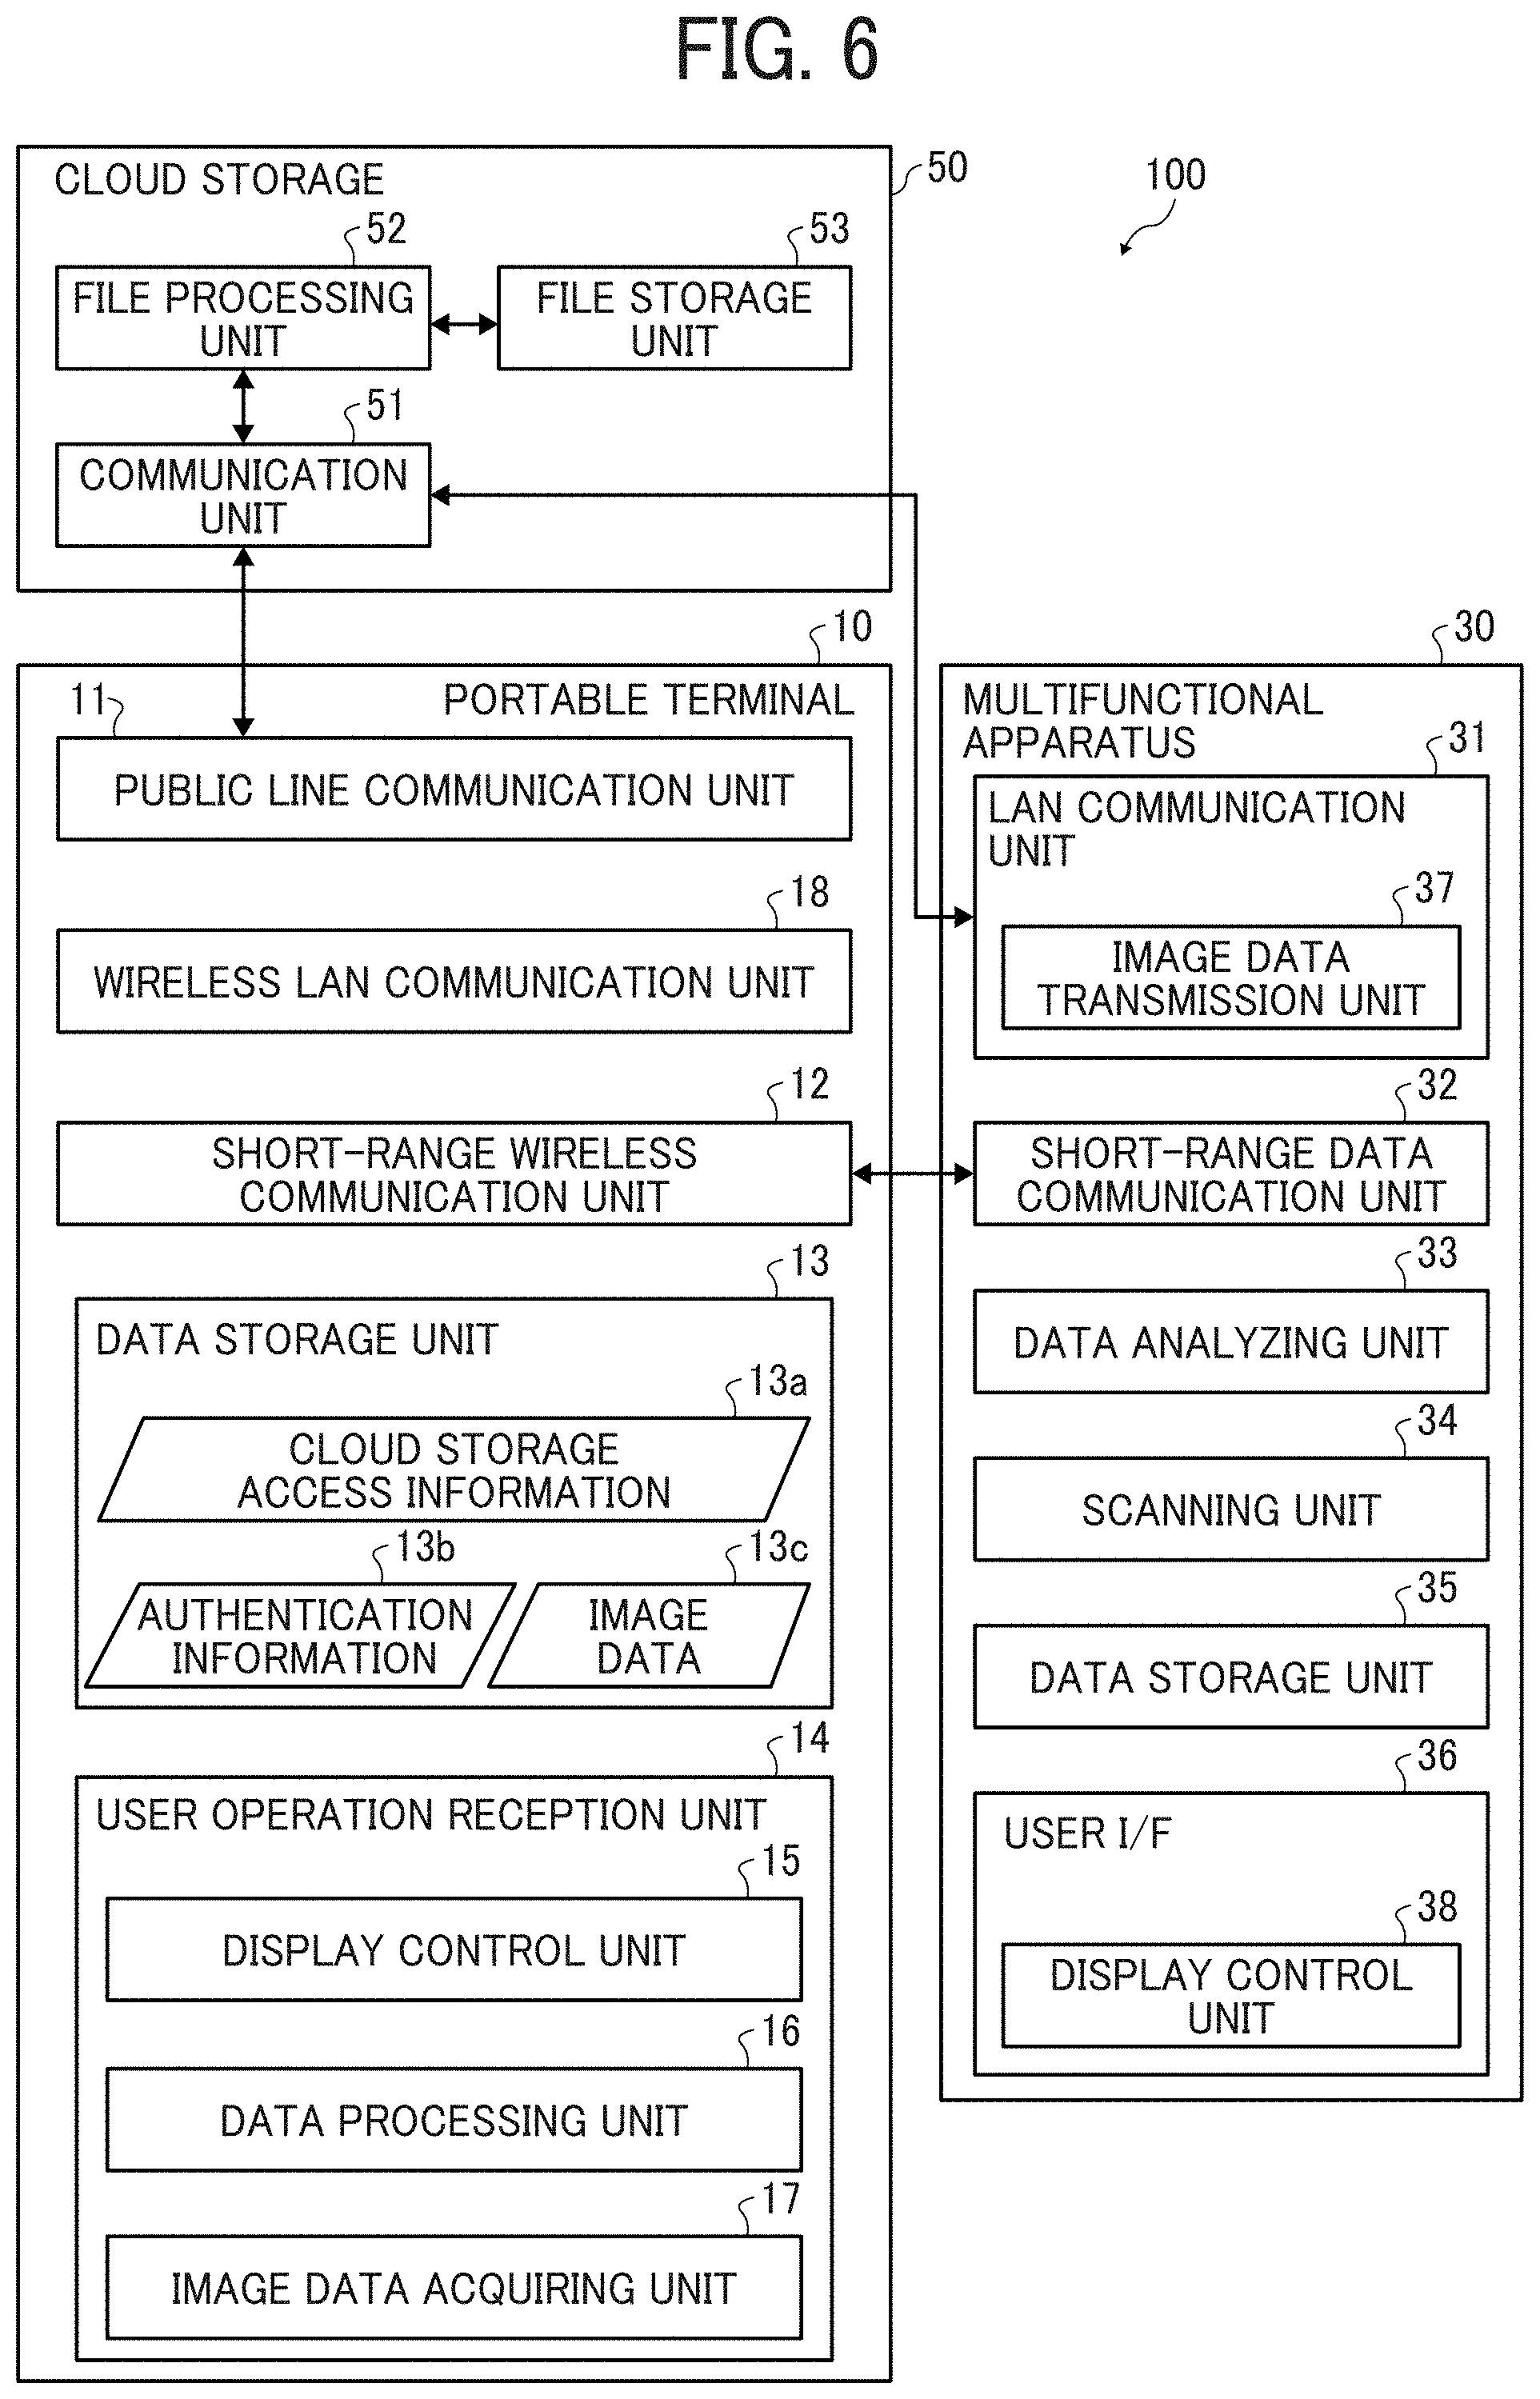 FIG. 6
CLOUD STORAGE
50
100
52
FILE PROCESSING
UNIT
53
FILE STORAGE
UNIT
51
COMMUNICATION
UNIT
10
PORTABLE TERMINAL
11
PUBLIC LINE COMMUNICATION UNIT
18
WIRELESS LAN COMMUNICATION UNIT
12
SHORT-RANGE WIRELESS
COMMUNICATION UNIT
13
DATA STORAGE UNIT
13a
CLOUD STORAGE
ACCESS INFORMATION
13b
AUTHENTICATION
INFORMATION
13c
IMAGE
DATA
14
USER OPERATION RECEPTION UNIT
15
DISPLAY CONTROL UNIT
16
DATA PROCESSING UNIT
17
IMAGE DATA ACQUIRING UNIT
30
MULTIFUNCTIONAL
APPARATUS
31
LAN COMMUNICATION
UNIT
37
IMAGE DATA
TRANSMISSION UNIT
32
SHORT-RANGE DATA
COMMUNICATION UNIT
33
DATA ANALYZING UNIT
34
SCANNING UNIT
35
DATA STORAGE UNIT
36
USER I/F
38
DISPLAY CONTROL
UNIT